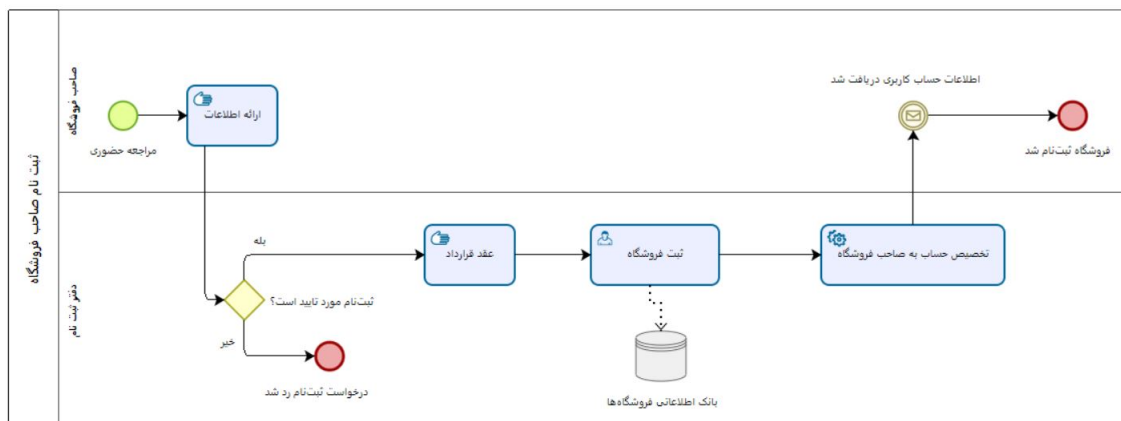 ثبت نام صاحب فروشگاه
صاحب فروشگاه
مراجعه حضوری
ارائه اطلاعات
اطلاعات حساب کاربری دریافت شد
فروشگاه ثبت‌نام شد
دفتر ثبت نام
ثبت‌نام مورد تایید است؟
بله
خیر
درخواست ثبت‌نام رد شد
عقد قرارداد
ثبت فروشگاه
بانک اطلاعاتی فروشگاه‌ها
تخصیص حساب به صاحب فروشگاه